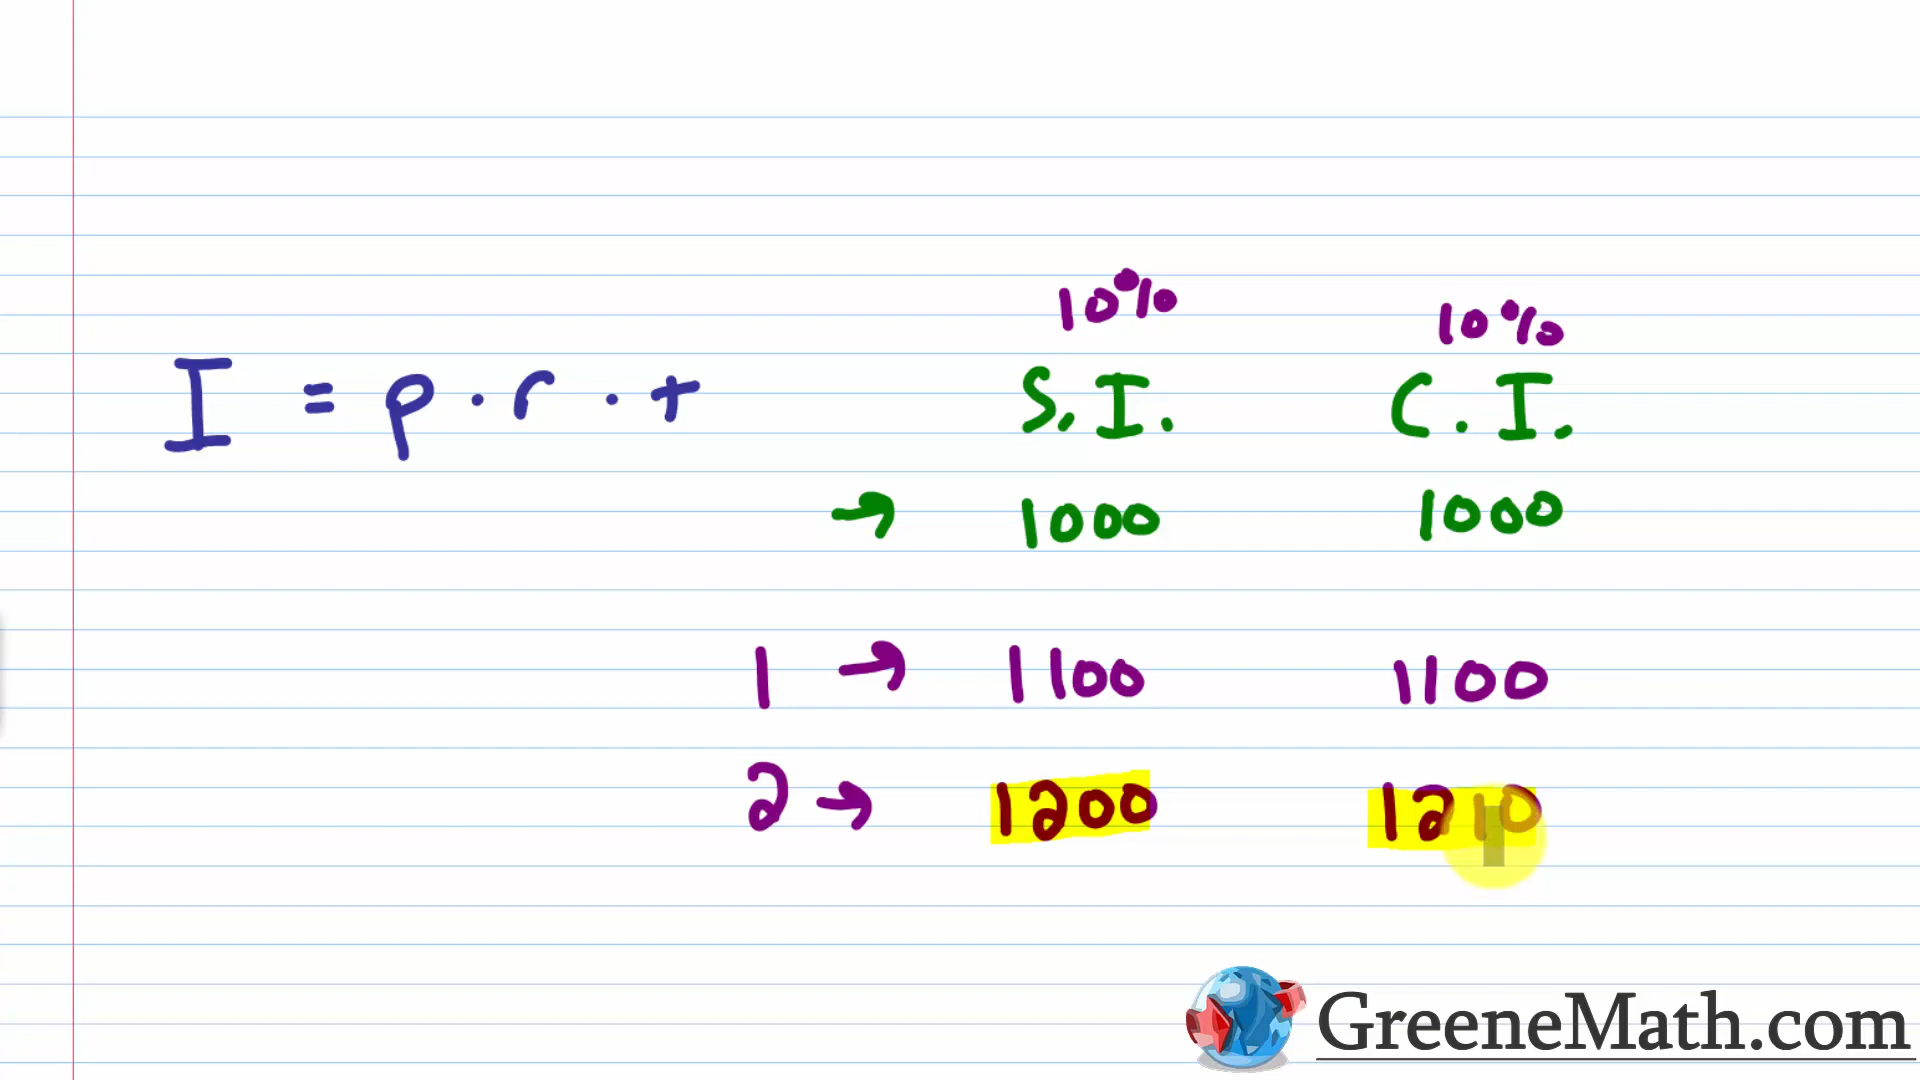 10% 10%
I = p · r · t S.I. C.I.
→ 1000 1000
1 → 1100 1100
2 → 1200 1210
GreeneMath.com